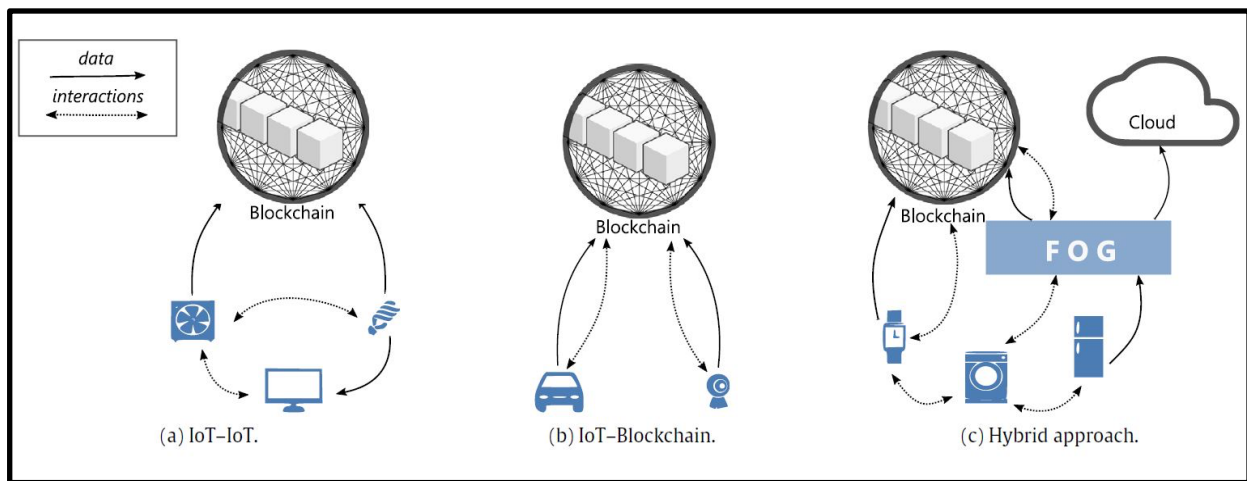 data
interactions
Blockchain
(a) IoT–IoT.
Blockchain
(b) IoT–Blockchain.
Blockchain
Cloud
FOG
(c) Hybrid approach.